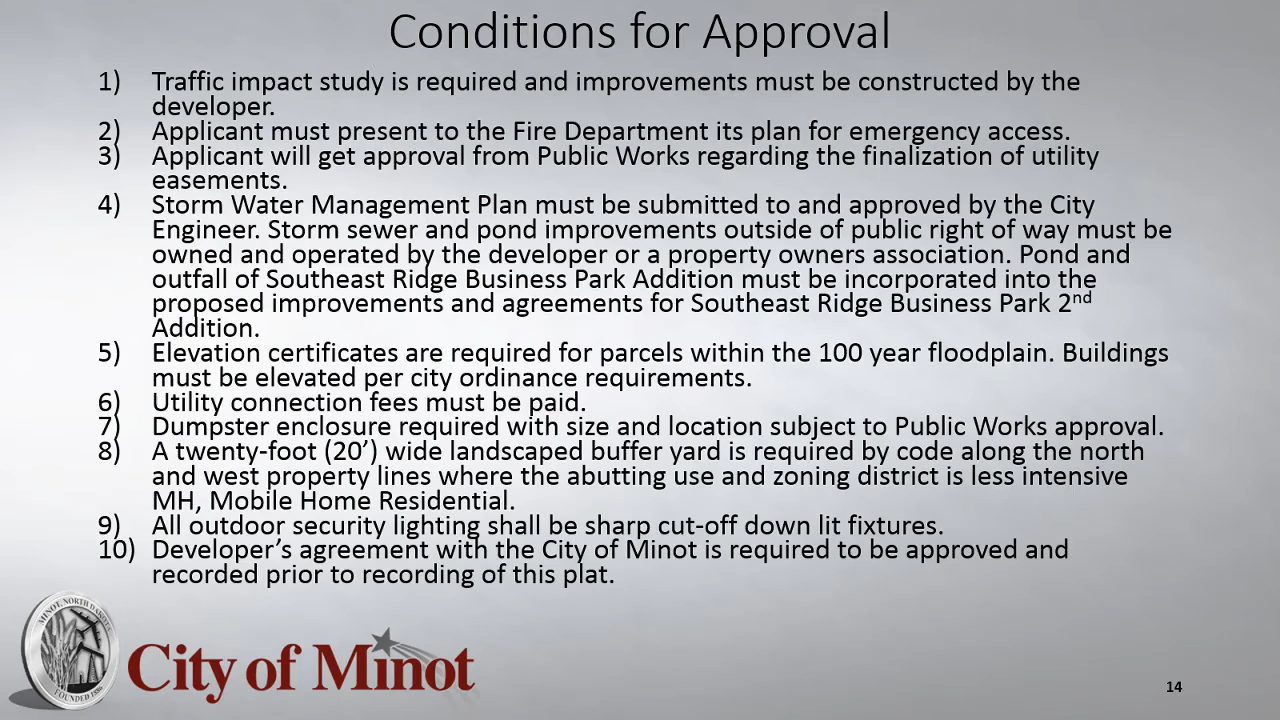 Conditions for Approval
1) Traffic impact study is required and improvements must be constructed by the
developer.
2) Applicant must present to the Fire Department its plan for emergency access.
3) Applicant will get approval from Public Works regarding the finalization of utility
easements.
4) Storm Water Management Plan must be submitted to and approved by the City
Engineer. Storm sewer and pond improvements outside of public right of way must be
owned and operated by the developer or a property owners association. Pond and
outfall of Southeast Ridge Business Park Addition must be incorporated into the
proposed improvements and agreements for Southeast Ridge Business Park 2nd
Addition.
5) Elevation certificates are required for parcels within the 100 year floodplain. Buildings
must be elevated per city ordinance requirements.
6) Utility connection fees must be paid.
7) Dumpster enclosure required with size and location subject to Public Works approval.
8) A twenty-foot (20’) wide landscaped buffer yard is required by code along the north
and west property lines where the abutting use and zoning district is less intensive
MH, Mobile Home Residential.
9) All outdoor security lighting shall be sharp cut-off down lit fixtures.
10) Developer’s agreement with the City of Minot is required to be approved and
recorded prior to recording of this plat.
MINOT, NORTH DAKOTA
FOUNDED 1886
City of Minot
14